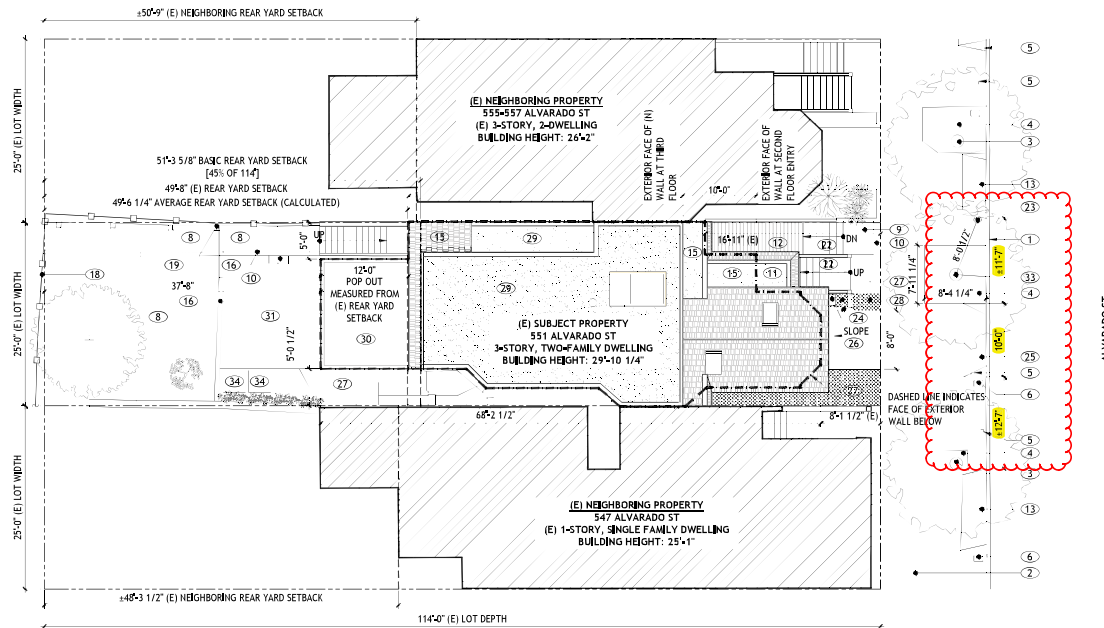 ±50'-9" (E) NEIGHBORING REAR YARD SETBACK
25'-0" (E) LOT WIDTH
(E) NEIGHBORING PROPERTY
555-557 ALVARADO ST
(E) 3-STORY, 2-DWELLING
BUILDING HEIGHT: 26'-2"
EXTERIOR FACE OF (N)
WALL AT THIRD
FLOOR
EXTERIOR FACE OF
WALL AT SECOND
FLOOR ENTRY
10'-0"
51'-3 5/8" BASIC REAR YARD SETBACK
[45% OF 114']
49'-8" (E) REAR YARD SETBACK
49'-6 1/4" AVERAGE REAR YARD SETBACK (CALCULATED)
5
5
4
3
13
23
1
33
4
25
5
6
5
4
3
13
6
2
8'-0 1/2"
±11'-7"
8'-4 1/4"
10'-0"
±12'-7"
ALVARADO ST
25'-0" (E) LOT WIDTH
8
8
19
16
10
18
37'-8"
16
8
31
5'-0"
UP
5'-0 1/2"
12'-0"
POP OUT
MEASURED FROM
(E) REAR YARD
SETBACK
30
34
34
27
15
29
29
(E) SUBJECT PROPERTY
551 ALVARADO ST
3-STORY, TWO-FAMILY DWELLING
BUILDING HEIGHT: 29'-10 1/4"
15
16'-11" (E)
12
22
DN
15
11
22
UP
9
10
27
28
7'-11 1/4"
24
SLOPE
26
8'-0"
27
DASHED LINE INDICATES
FACE OF EXTERIOR
WALL BELOW
68'-2 1/2"
8'-1 1/2" (E)
25'-0" (E) LOT WIDTH
(E) NEIGHBORING PROPERTY
547 ALVARADO ST
(E) 1-STORY, SINGLE FAMILY DWELLING
BUILDING HEIGHT: 25'-1"
±48'-3 1/2" (E) NEIGHBORING REAR YARD SETBACK
114'-0" (E) LOT DEPTH